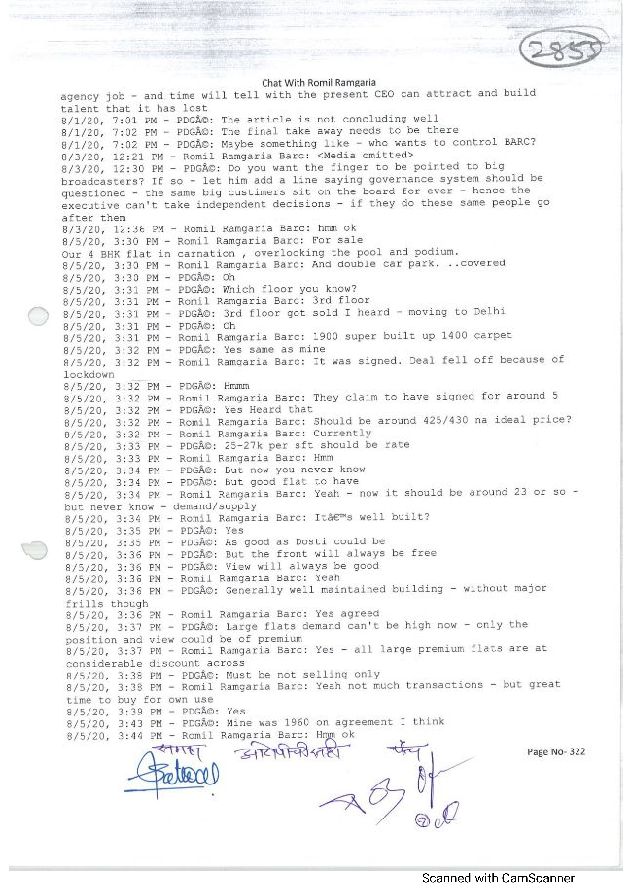 2855
Chat With Romil Ramgaria
agency job - and time will tell with the present CEO can attract and build
talent that it has lost
8/1/20, 7:01 PM - PDGÂ©: The article is not concluding well
8/1/20, 7:02 PM - PDGÂ©: The final take away needs to be there
8/1/20, 7:02 PM - PDGÂ©: Maybe something like - who wants to control BARC?
8/3/20, 12:21 PM - Romil Ramgaria Barc: <Media omitted>
8/3/20, 12:30 PM - PDGÂ©: Do you want the finger to be pointed to big
broadcasters? If so - let him add a line saying governance system should be
questioned - the same big custimers sit on the board for ever - hence the
executive can't take independent decisions - if they do these same people go
after them
8/3/20, 12:36 PM - Romil Ramgaria Barc: hmm ok
8/5/20, 3:30 PM - Romil Ramgaria Barc: For sale
Our 4 BHK flat in carnation , overlocking the pool and podium.
8/5/20, 3:30 PM - Romil Ramgaria Barc: And double car park. ..covered
8/5/20, 3:30 PM - PDGÂ©: Oh
8/5/20, 3:31 PM - PDGÂ©: Which floor you know?
8/5/20, 3:31 PM - Romil Ramgaria Barc: 3rd floor
8/5/20, 3:31 PM - PDGÂ©: 3rd floor got sold I heard - moving to Delhi
8/5/20, 3:31 PM - PDGÂ©: Oh
8/5/20, 3:31 PM - Romil Ramgaria Barc: 1900 super built up 1400 carpet
8/5/20, 3:32 PM - PDGÂ©: Yes same as mine
8/5/20, 3:32 PM - Romil Ramgaria Barc: It was signed. Deal fell off because of
lockdown
8/5/20, 3:32 PM - PDGÂ©: Hmmm
8/5/20, 3:32 PM - Romil Ramgaria Barc: They claim to have signed for around 5
8/5/20, 3:32 PM - PDGÂ©: Yes Heard that
8/5/20, 3:32 PM - Romil Ramgaria Barc: Should be around 425/430 na ideal price?
8/5/20, 3:32 PM - Romil Ramgaria Barc: Currently
8/5/20, 3:33 PM - PDGÂ©: 25-27k per sft should be rate
8/5/20, 3:33 PM - Romil Ramgaria Barc: Hmm
8/5/20, 3:34 PM - PDGÂ©: But now you never know
8/5/20, 3:34 PM - PDGÂ©: But good flat to have
8/5/20, 3:34 PM - Romil Ramgaria Barc: Yeah - now it should be around 23 or so -
but never know - demand/supply
8/5/20, 3:34 PM - Romil Ramgaria Barc: Itâ€™s well built?
8/5/20, 3:35 PM - PDGÂ©: Yes
8/5/20, 3:35 PM - PDGÂ©: As good as Dosti could be
8/5/20, 3:36 PM - PDGÂ©: But the front will always be free
8/5/20, 3:36 PM - PDGÂ©: View will always be good
8/5/20, 3:36 PM - Romil Ramgaria Barc: Yeah
8/5/20, 3:36 PM - PDGÂ©: Generally well maintained building - without major
frills though
8/5/20, 3:36 PM - Romil Ramgaria Barc: Yes agreed
8/5/20, 3:37 PM - PDGÂ©: Large flats demand can't be high now - only the
position and view could be of premium
8/5/20, 3:37 PM - Romil Ramgaria Barc: Yes - all large premium flats are at
considerable discount across
8/5/20, 3:38 PM - PDGÂ©: Must be not selling only
8/5/20, 3:38 PM - Romil Ramgaria Barc: Yeah not much transactions - but great
time to buy for own use
8/5/20, 3:39 PM - PDGÂ©: Yes
8/5/20, 3:43 PM - PDGÂ©: Mine was 1960 on agreement I think
8/5/20, 3:44 PM - Romil Ramgaria Barc: Hmm ok
समक्ष पंच
Page No- 322
Scanned with CamScanner